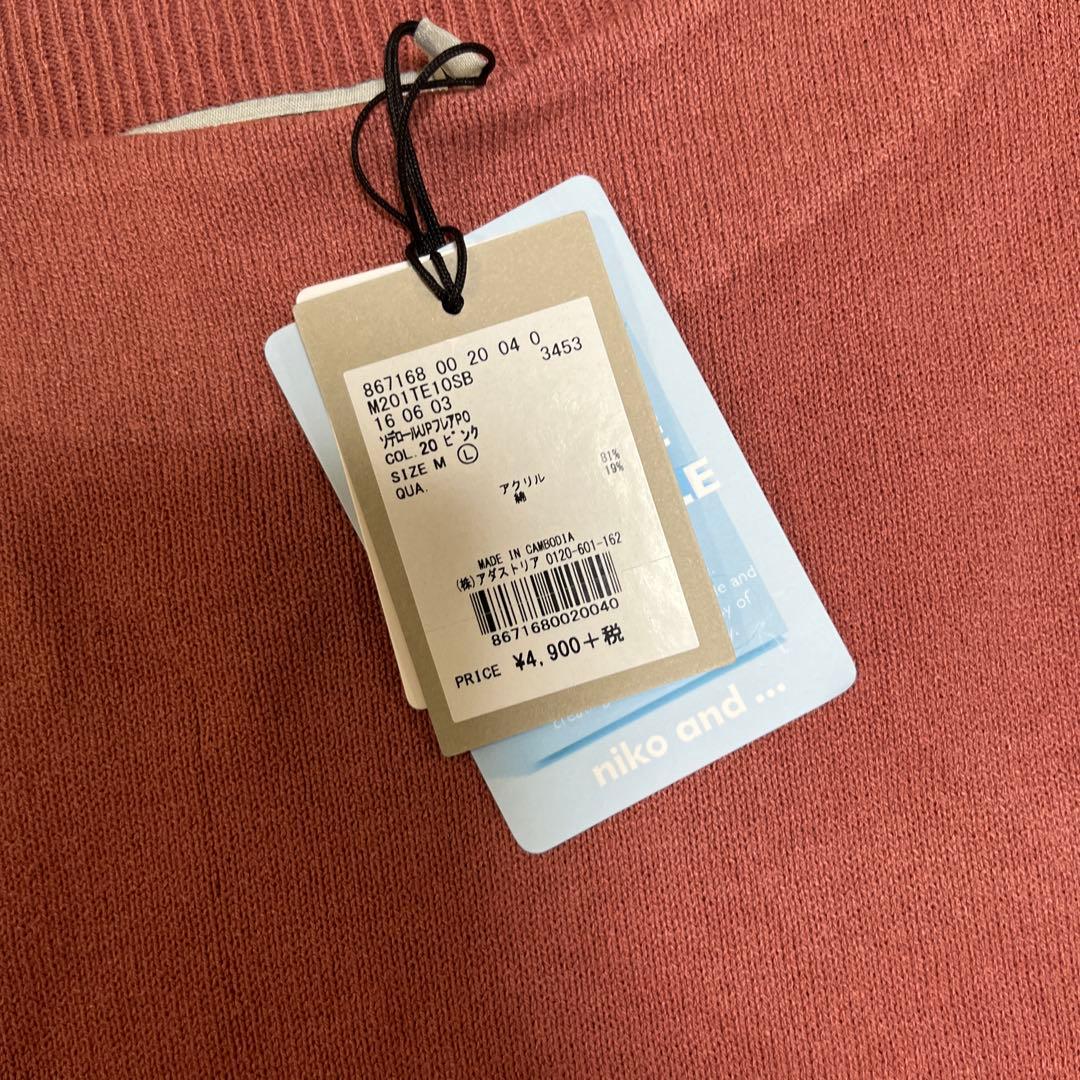 867168 00 20 04 0
M201TE10SB 3453
16 06 03
ソデロールUPフレアPO
COL. 20 ピンク
SIZE M Ⓛ
QUA.
アクリル 81%
綿 19%
MADE IN CAMBODIA
(株)アダストリア 0120-601-162
8671680020040
PRICE ¥4,900+税
and
of
niko and ...